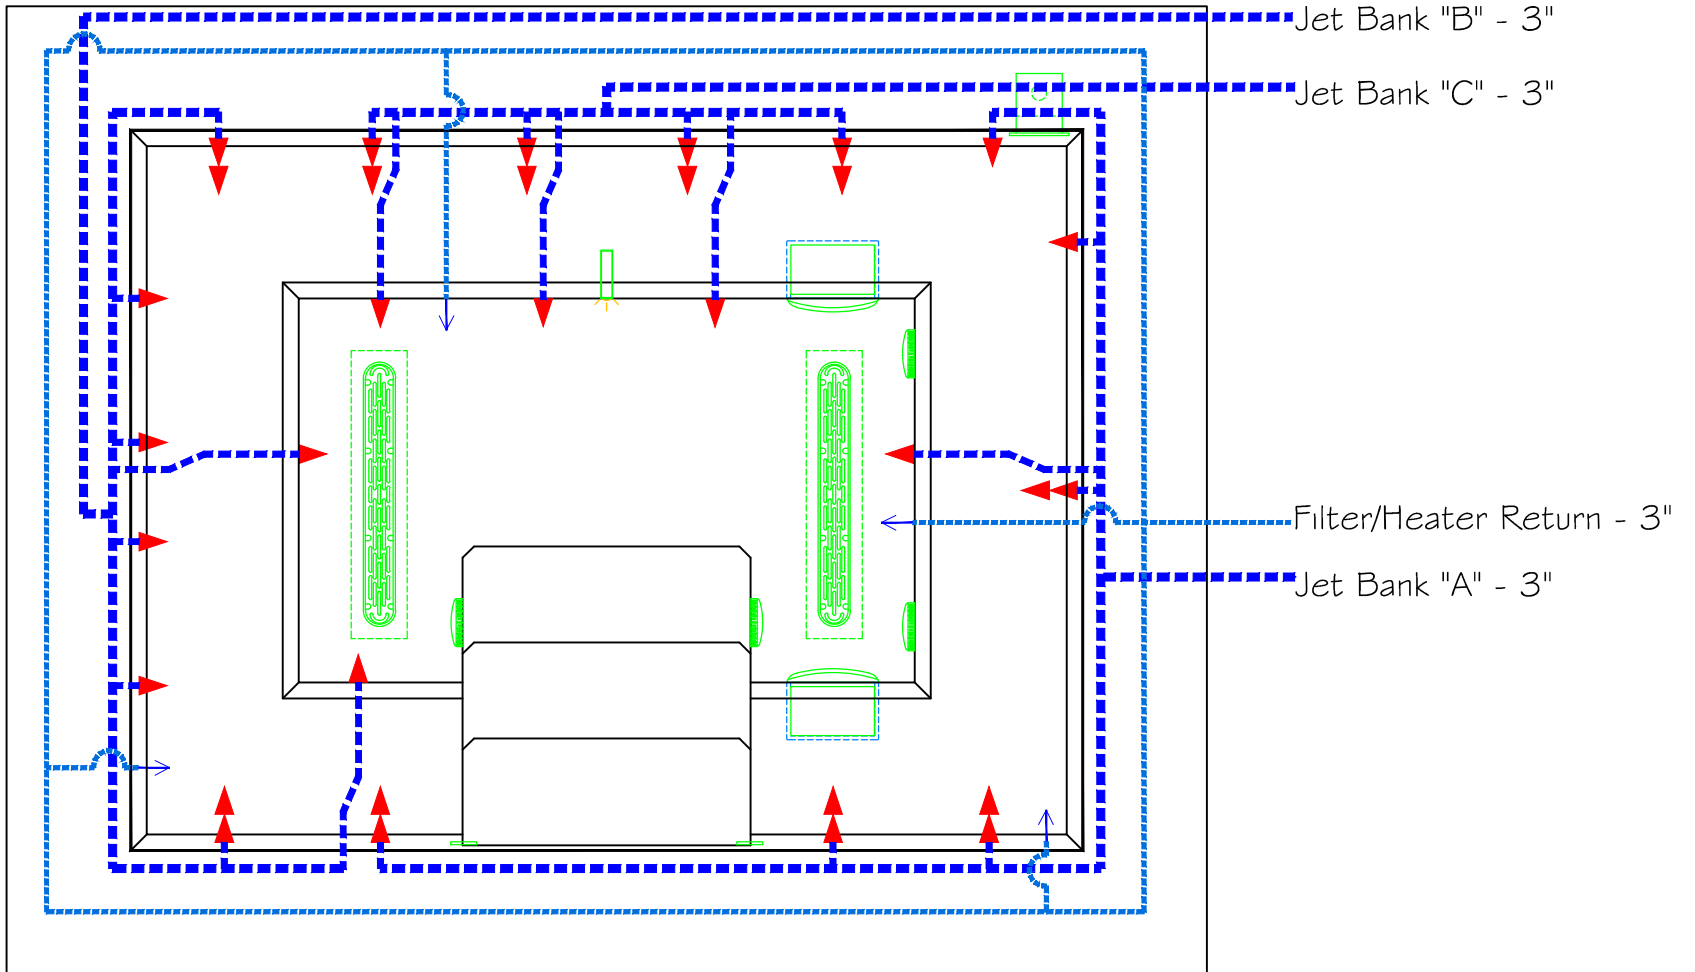 Jet Bank "B" - 3"
Jet Bank "C" - 3"
Filter/Heater Return - 3"
Jet Bank "A" - 3"